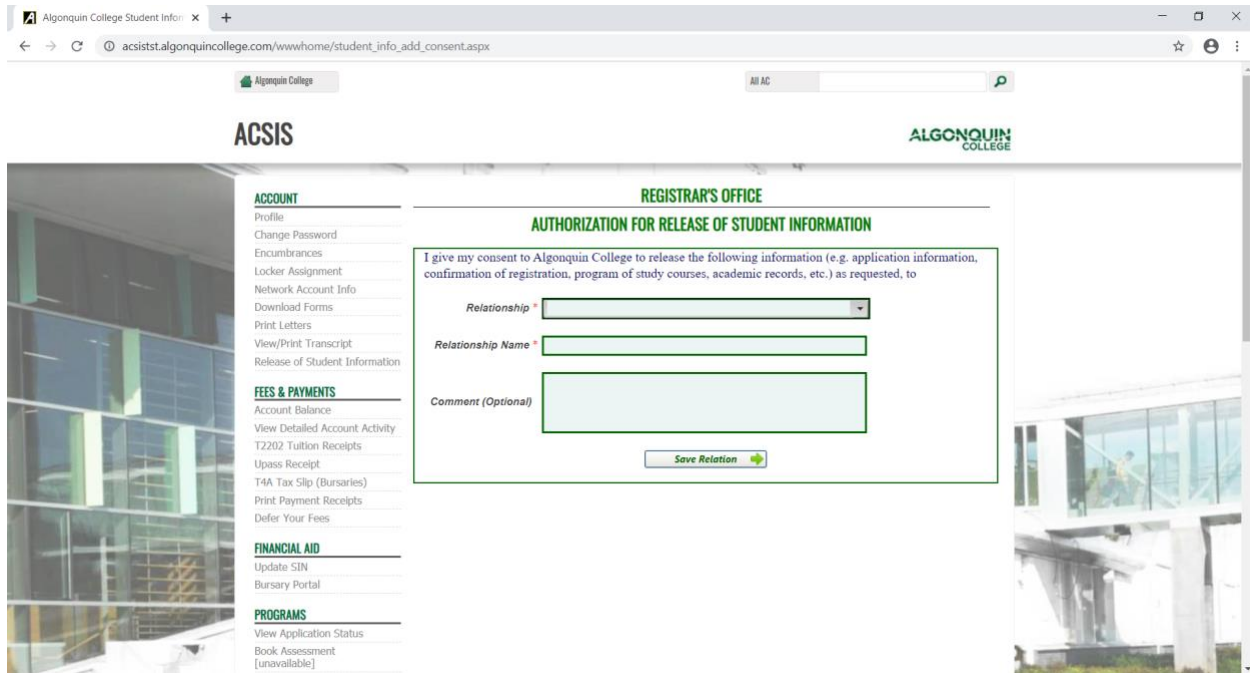 Algonquin College Student Infor
acsistst.algonquincollege.com/wwwhome/student_info_add_consent.aspx
Algonquin College
All AC
ACSIS
ALGONQUIN
COLLEGE
ACCOUNT
Profile
Change Password
Encumbrances
Locker Assignment
Network Account Info
Download Forms
Print Letters
View/Print Transcript
Release of Student Information
FEES & PAYMENTS
Account Balance
View Detailed Account Activity
T2202 Tuition Receipts
Upass Receipt
T4A Tax Slip (Bursaries)
Print Payment Receipts
Defer Your Fees
FINANCIAL AID
Update SIN
Bursary Portal
PROGRAMS
View Application Status
Book Assessment
[unavailable]
REGISTRAR'S OFFICE
AUTHORIZATION FOR RELEASE OF STUDENT INFORMATION
I give my consent to Algonquin College to release the following information (e.g. application information,
confirmation of registration, program of study courses, academic records, etc.) as requested, to
Relationship *
Relationship Name *
Comment (Optional)
Save Relation